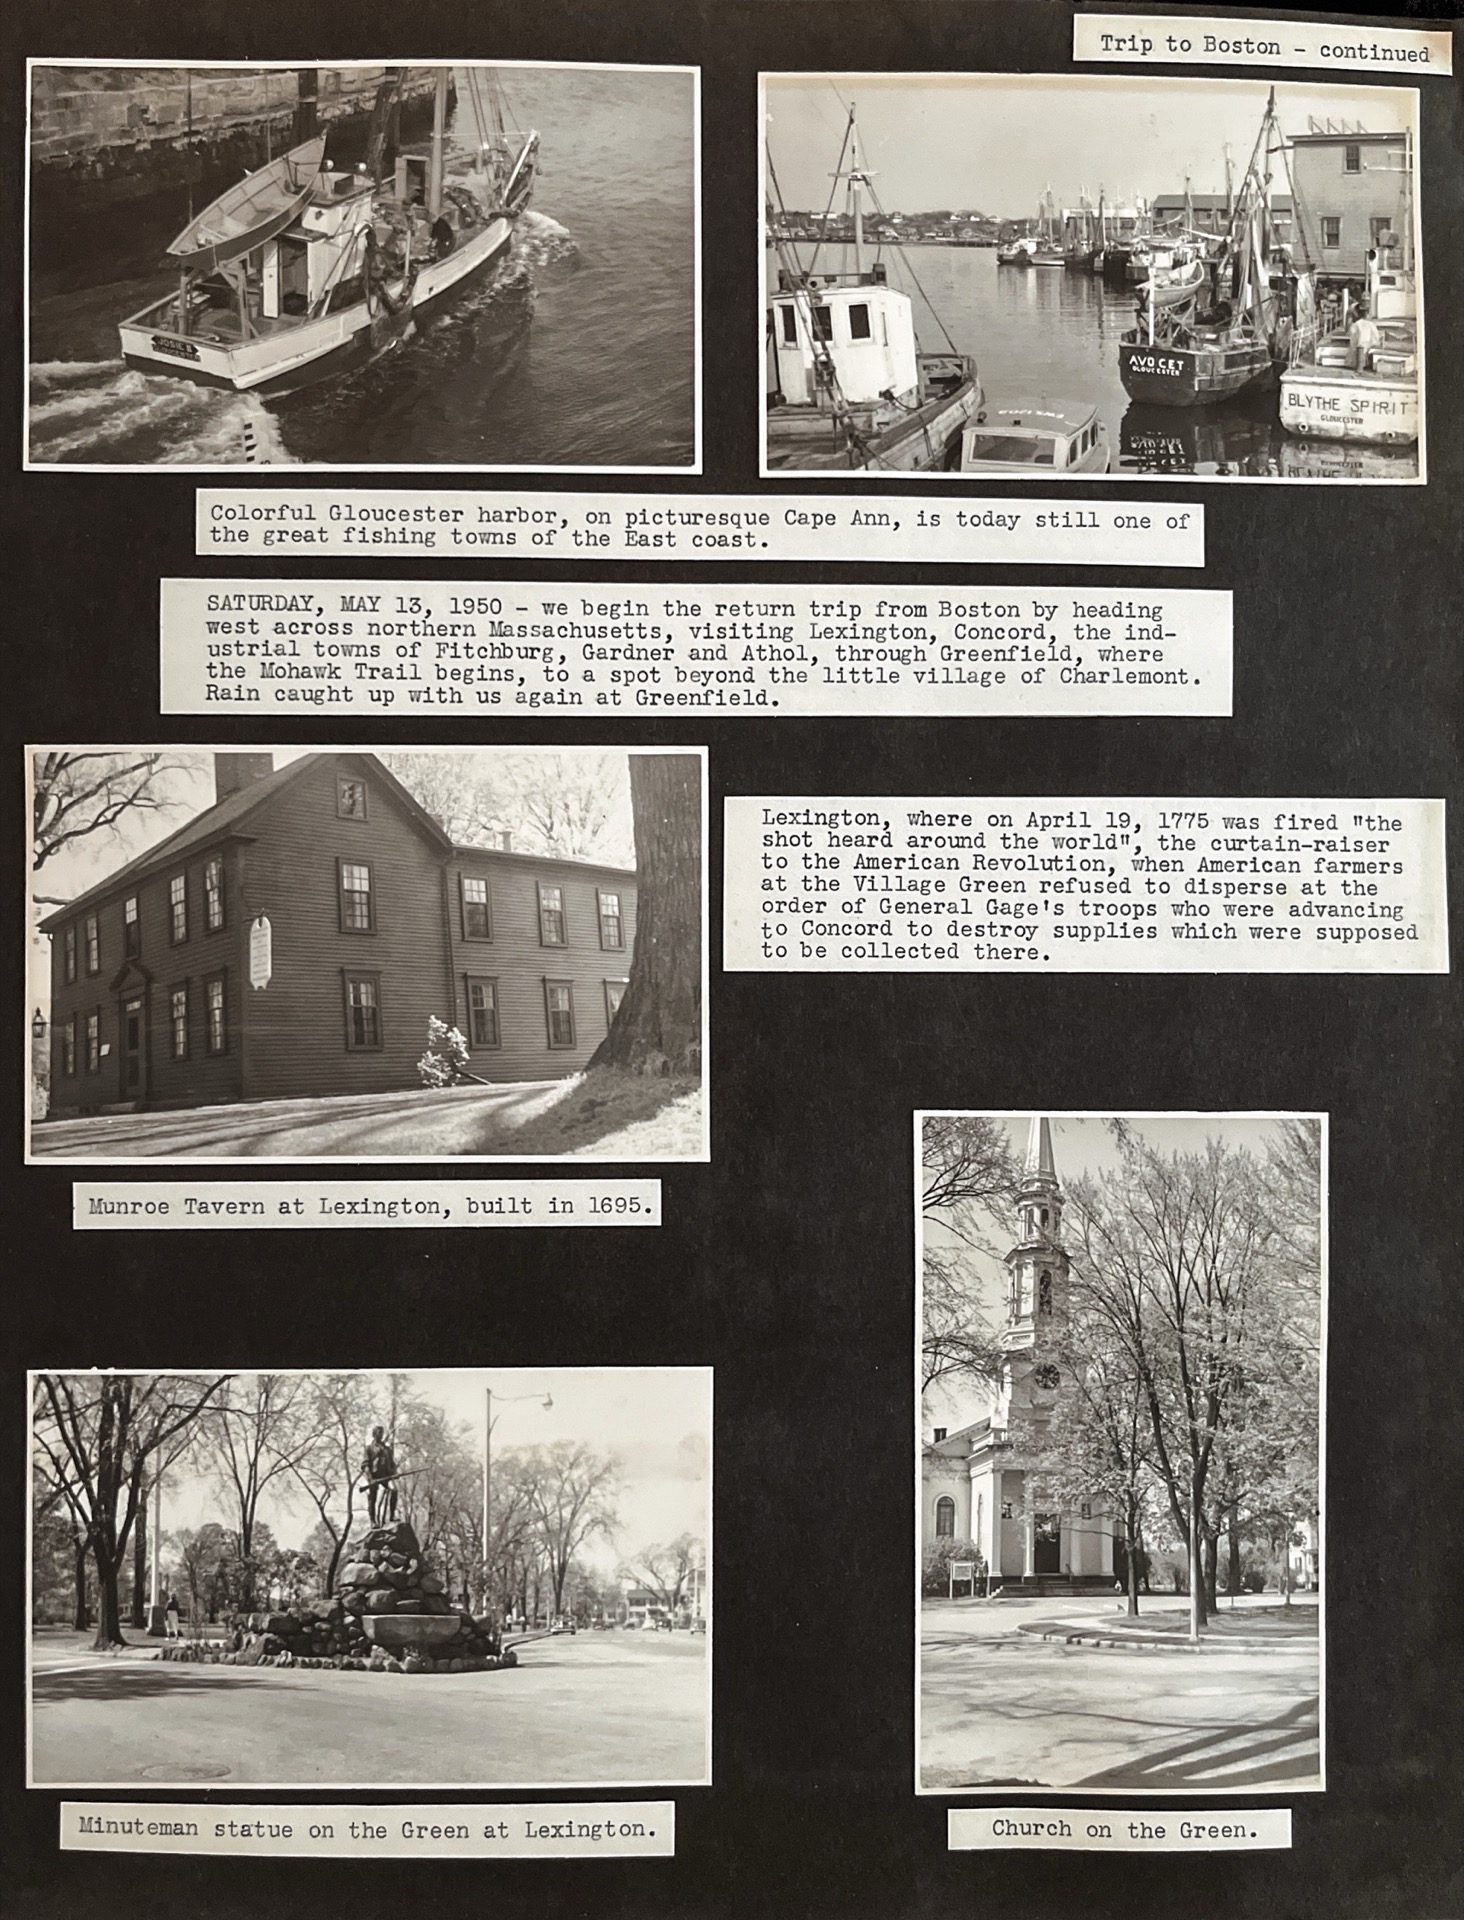 Trip to Boston - continued
JOSIE B
GLOUCESTER
AVOCET
GLOUCESTER
BLYTHE SPIRIT
GLOUCESTER
Colorful Gloucester harbor, on picturesque Cape Ann, is today still one of
the great fishing towns of the East coast.
SATURDAY, MAY 13, 1950 - we begin the return trip from Boston by heading
west across northern Massachusetts, visiting Lexington, Concord, the ind-
ustrial towns of Fitchburg, Gardner and Athol, through Greenfield, where
the Mohawk Trail begins, to a spot beyond the little village of Charlemont.
Rain caught up with us again at Greenfield.
Lexington, where on April 19, 1775 was fired "the
shot heard around the world", the curtain-raiser
to the American Revolution, when American farmers
at the Village Green refused to disperse at the
order of General Gage's troops who were advancing
to Concord to destroy supplies which were supposed
to be collected there.
Munroe Tavern at Lexington, built in 1695.
Minuteman statue on the Green at Lexington.
Church on the Green.